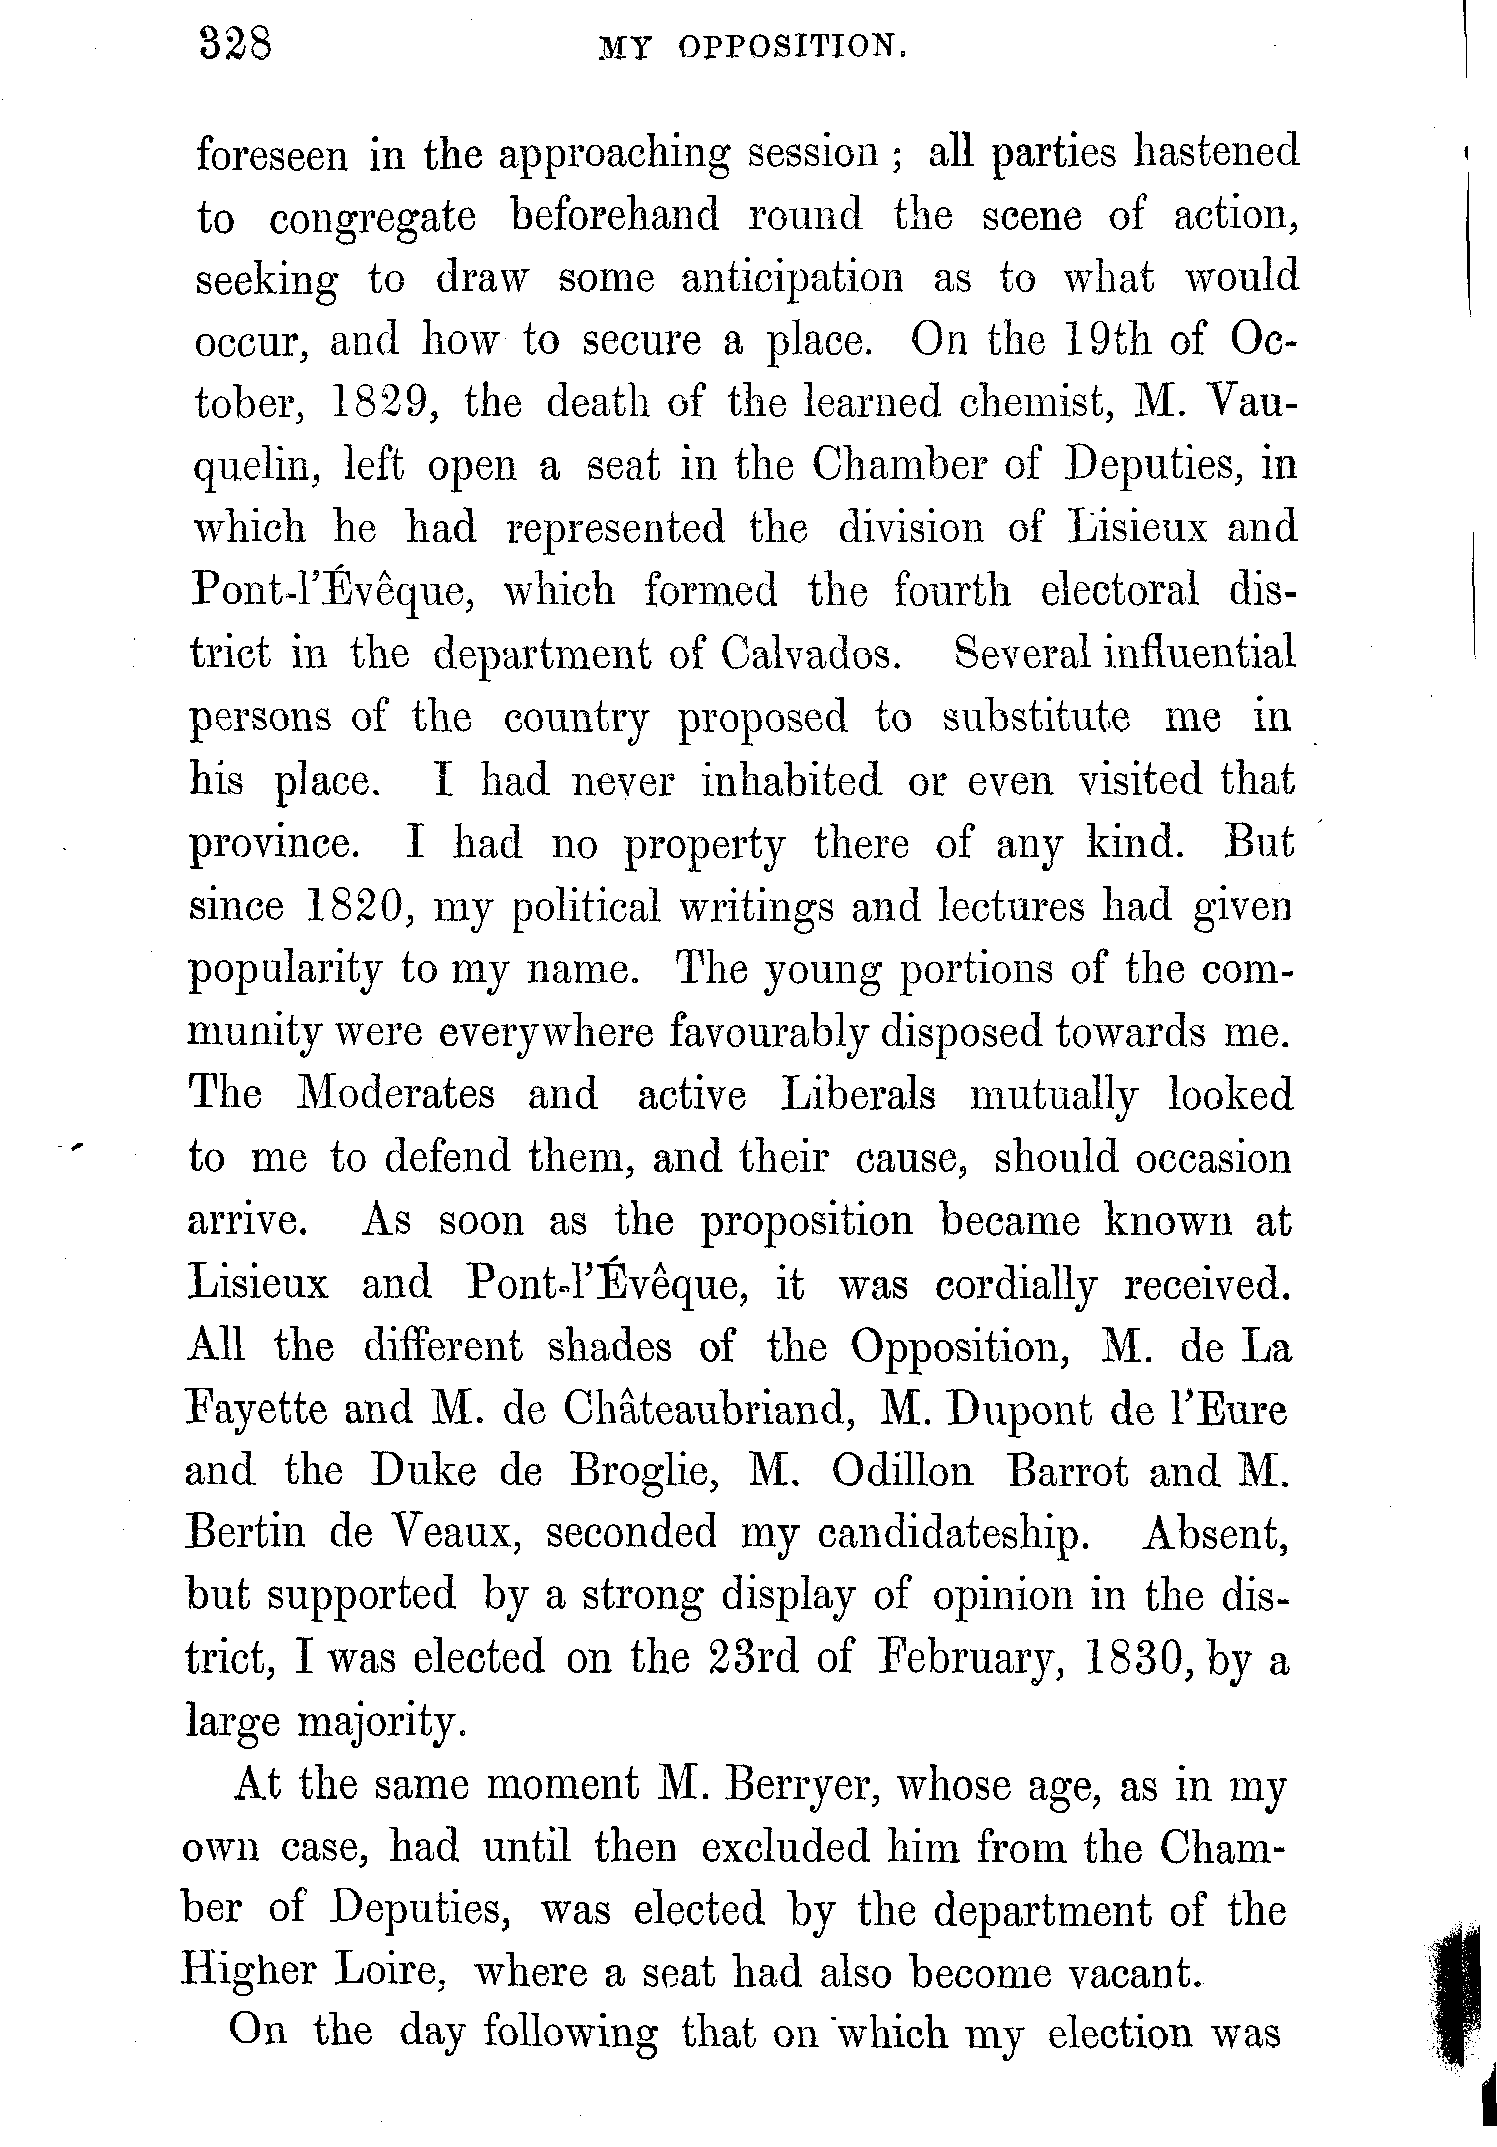 328 MY OPPOSITION.
foreseen in the approaching session ; all parties hastened
to congregate beforehand round the scene of action,
seeking to draw some anticipation as to what would
occur, and how to secure a place. On the 19th of Oc-
tober, 1829, the death of the learned chemist, M. Vau-
quelin, left open a seat in the Chamber of Deputies, in
which he had represented the division of Lisieux and
Pont-l'Évêque, which formed the fourth electoral dis-
trict in the department of Calvados. Several influential
persons of the country proposed to substitute me in
his place. I had never inhabited or even visited that
province. I had no property there of any kind. But
since 1820, my political writings and lectures had given
popularity to my name. The young portions of the com-
munity were everywhere favourably disposed towards me.
The Moderates and active Liberals mutually looked
to me to defend them, and their cause, should occasion
arrive. As soon as the proposition became known at
Lisieux and Pont-l'Évêque, it was cordially received.
All the different shades of the Opposition, M. de La
Fayette and M. de Châteaubriand, M. Dupont de l'Eure
and the Duke de Broglie, M. Odillon Barrot and M.
Bertin de Veaux, seconded my candidateship. Absent,
but supported by a strong display of opinion in the dis-
trict, I was elected on the 23rd of February, 1830, by a
large majority.
At the same moment M. Berryer, whose age, as in my
own case, had until then excluded him from the Cham-
ber of Deputies, was elected by the department of the
Higher Loire, where a seat had also become vacant.
On the day following that on which my election was